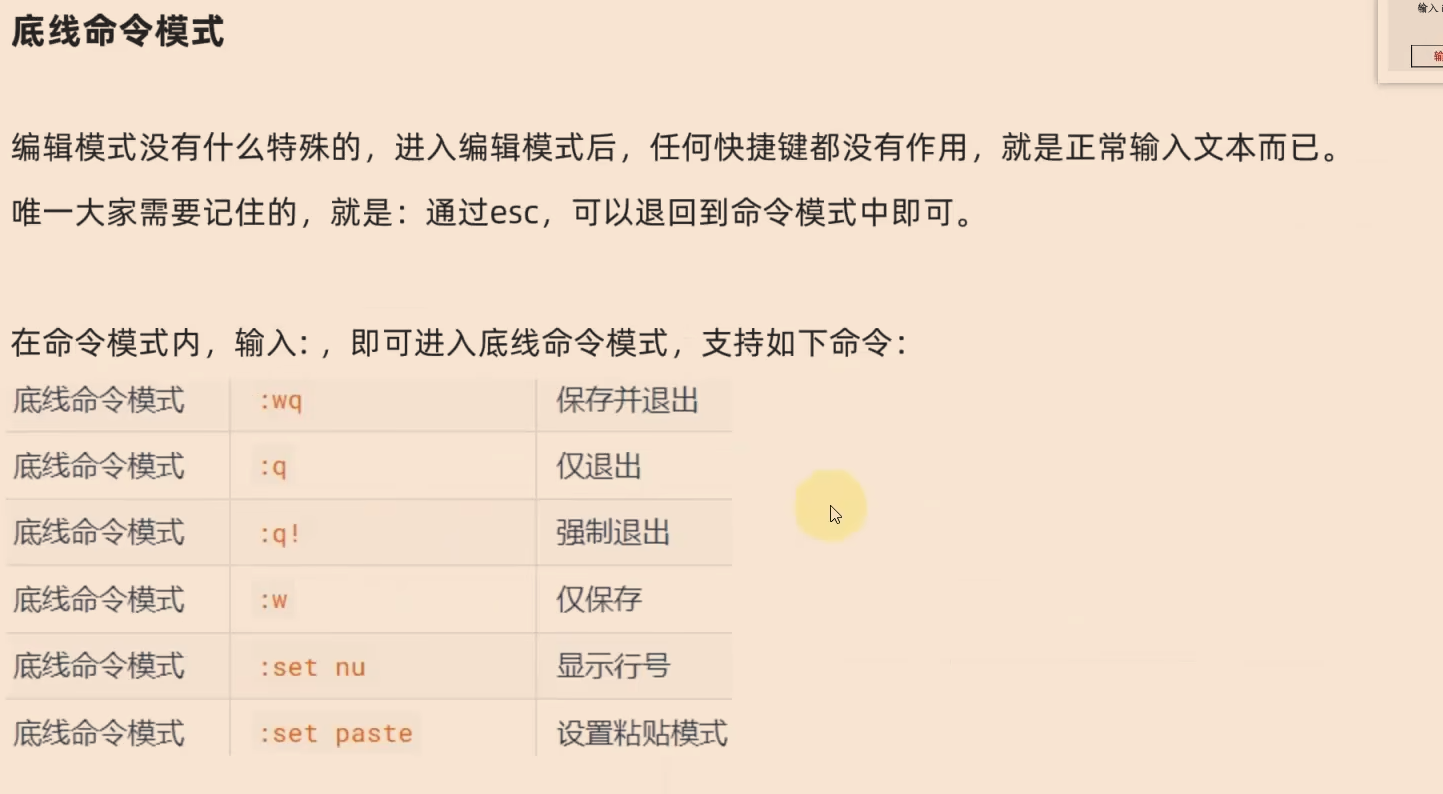 底线命令模式
输入
输
编辑模式没有什么特殊的，进入编辑模式后，任何快捷键都没有作用，就是正常输入文本而已。
唯一大家需要记住的，就是：通过esc，可以退回到命令模式中即可。
在命令模式内，输入: ，即可进入底线命令模式，支持如下命令：
底线命令模式 :wq 保存并退出
底线命令模式 :q 仅退出
底线命令模式 :q! 强制退出
底线命令模式 :w 仅保存
底线命令模式 :set nu 显示行号
底线命令模式 :set paste 设置粘贴模式